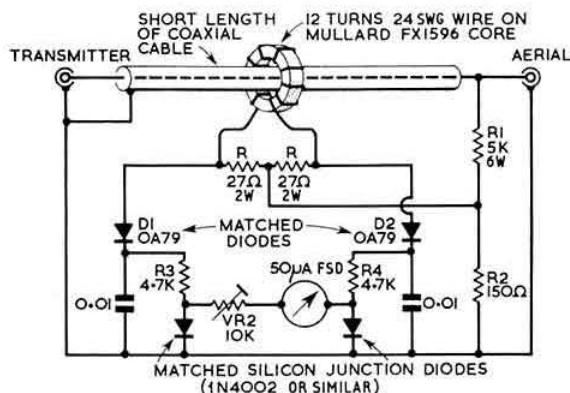 SHORT LENGTH
OF COAXIAL
CABLE
12 TURNS 24 SWG WIRE ON
MULLARD FX1596 CORE
TRANSMITTER
AERIAL
R
27Ω
2W
R
27Ω
2W
R1
5K
6W
D1
OA79
MATCHED
DIODES
D2
OA79
R3
4·7K
50µA FSD
R4
4·7K
R2
150Ω
0·01
VR2
10K
0·01
MATCHED SILICON JUNCTION DIODES
(1N4002 OR SIMILAR)